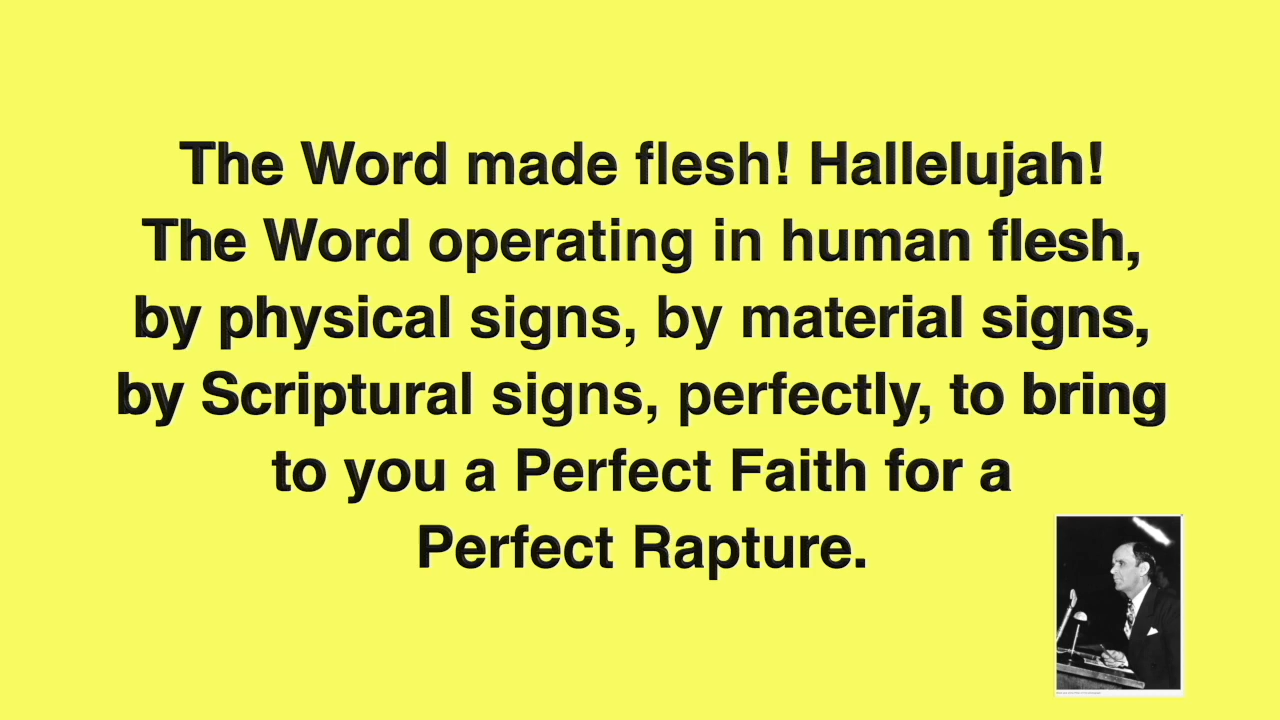 The Word made flesh! Hallelujah!
The Word operating in human flesh,
by physical signs, by material signs,
by Scriptural signs, perfectly, to bring
to you a Perfect Faith for a
Perfect Rapture.